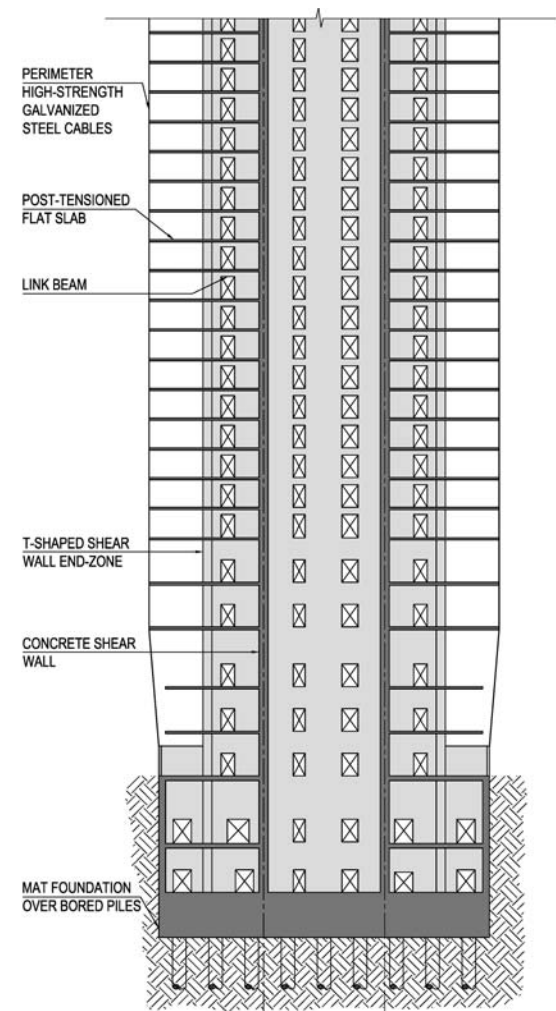 PERIMETER
HIGH-STRENGTH
GALVANIZED
STEEL CABLES
POST-TENSIONED
FLAT SLAB
LINK BEAM
T-SHAPED SHEAR
WALL END-ZONE
CONCRETE SHEAR
WALL
MAT FOUNDATION
OVER BORED PILES